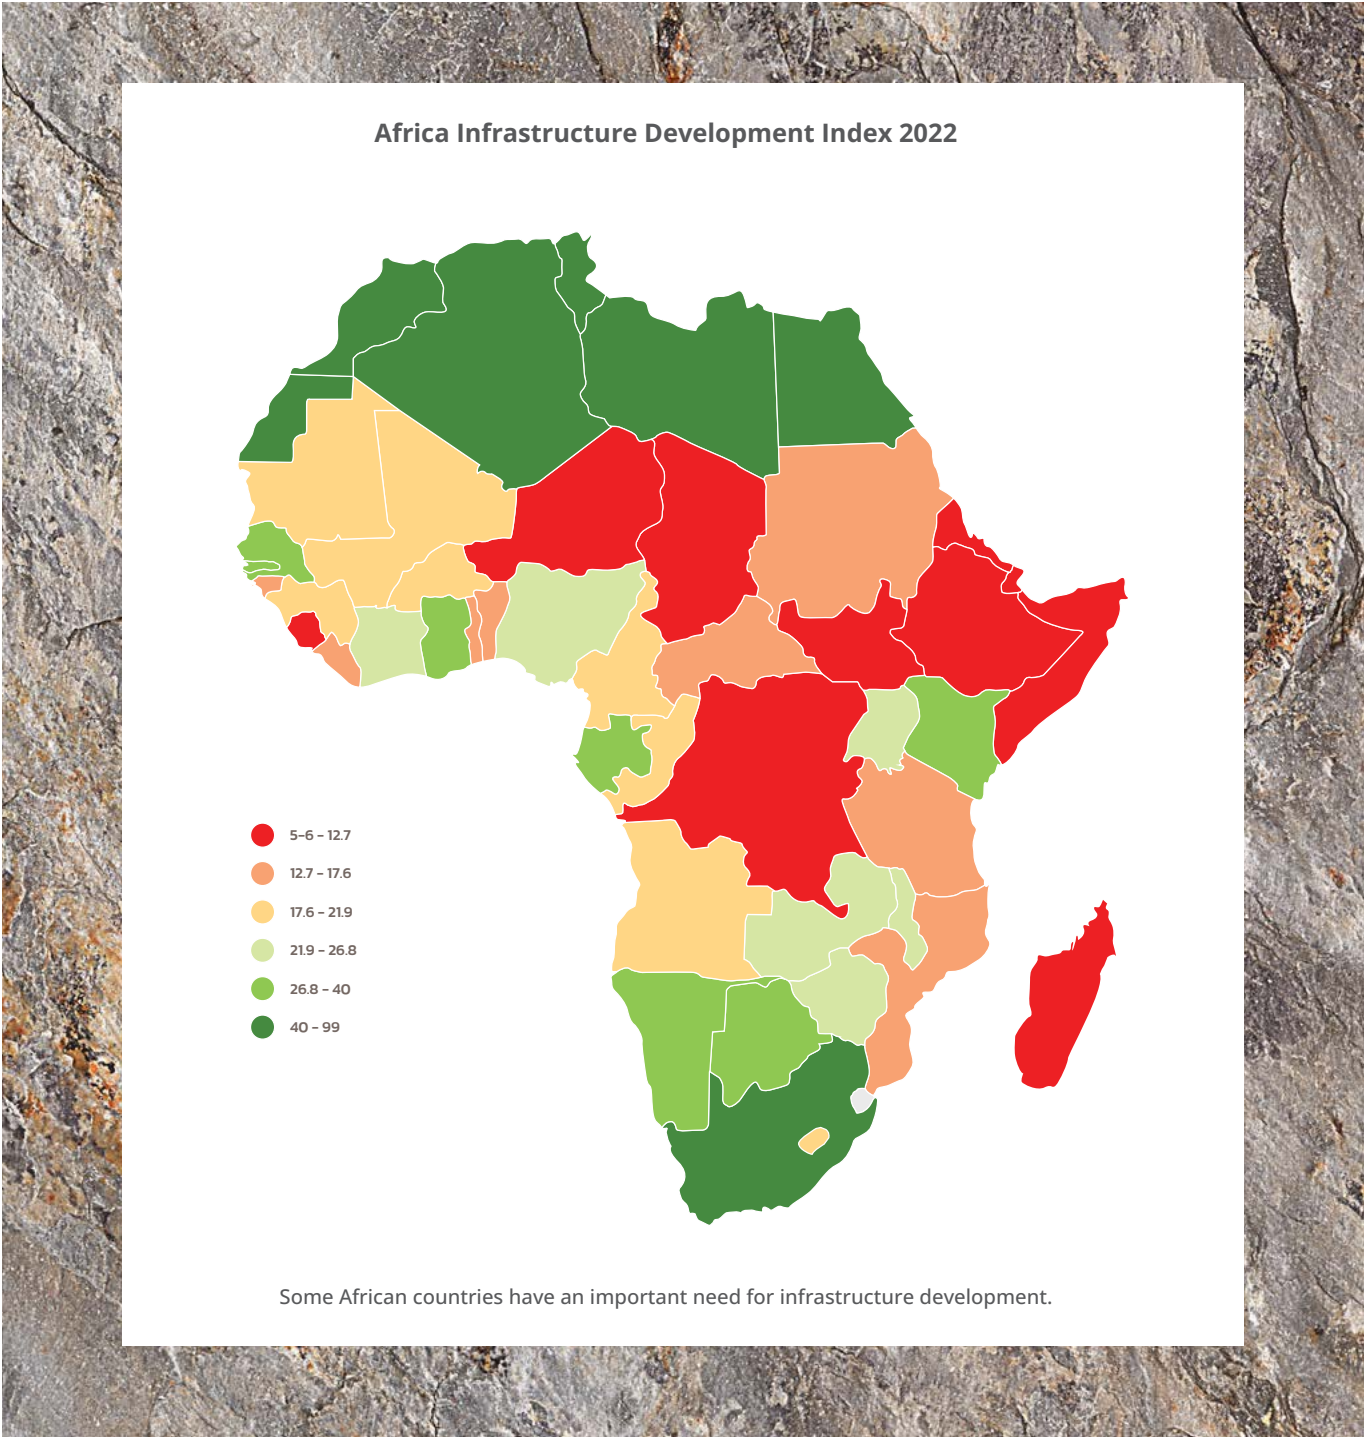 Africa Infrastructure Development Index 2022
5-6 - 12.7
12.7 - 17.6
17.6 - 21.9
21.9 - 26.8
26.8 - 40
40 - 99
Some African countries have an important need for infrastructure development.